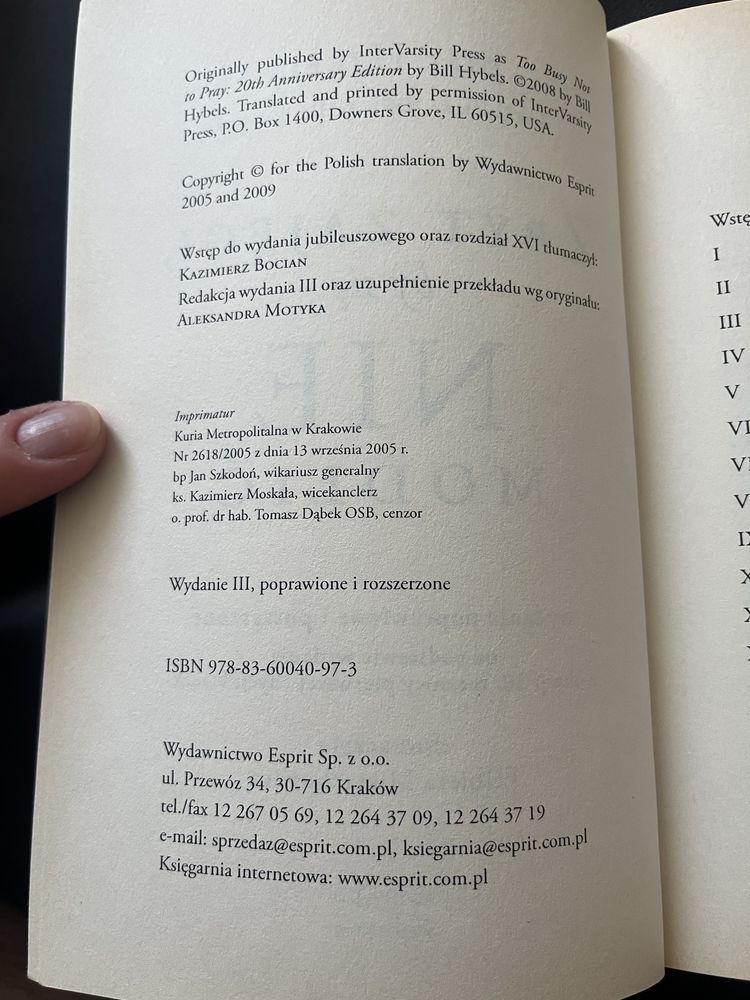 Originally published by InterVarsity Press as Too Busy Not
to Pray: 20th Anniversary Edition by Bill Hybels. ©2008 by Bill
Hybels. Translated and printed by permission of InterVarsity
Press, P.O. Box 1400, Downers Grove, IL 60515, USA.
Copyright © for the Polish translation by Wydawnictwo Esprit
2005 and 2009
Wstęp do wydania jubileuszowego oraz rozdział XVI tłumaczył:
Kazimierz Bocian
Redakcja wydania III oraz uzupełnienie przekładu wg oryginału:
Aleksandra Motyka
Imprimatur
Kuria Metropolitalna w Krakowie
Nr 2618/2005 z dnia 13 września 2005 r.
bp Jan Szkodoń, wikariusz generalny
ks. Kazimierz Moskała, wicekanclerz
o. prof. dr hab. Tomasz Dąbek OSB, cenzor
Wydanie III, poprawione i rozszerzone
ISBN 978-83-60040-97-3
Wydawnictwo Esprit Sp. z o.o.
ul. Przewóz 34, 30-716 Kraków
tel./fax 12 267 05 69, 12 264 37 09, 12 264 37 19
e-mail: sprzedaz@esprit.com.pl, ksiegarnia@esprit.com.pl
Księgarnia internetowa: www.esprit.com.pl
I
II
III
IV
V